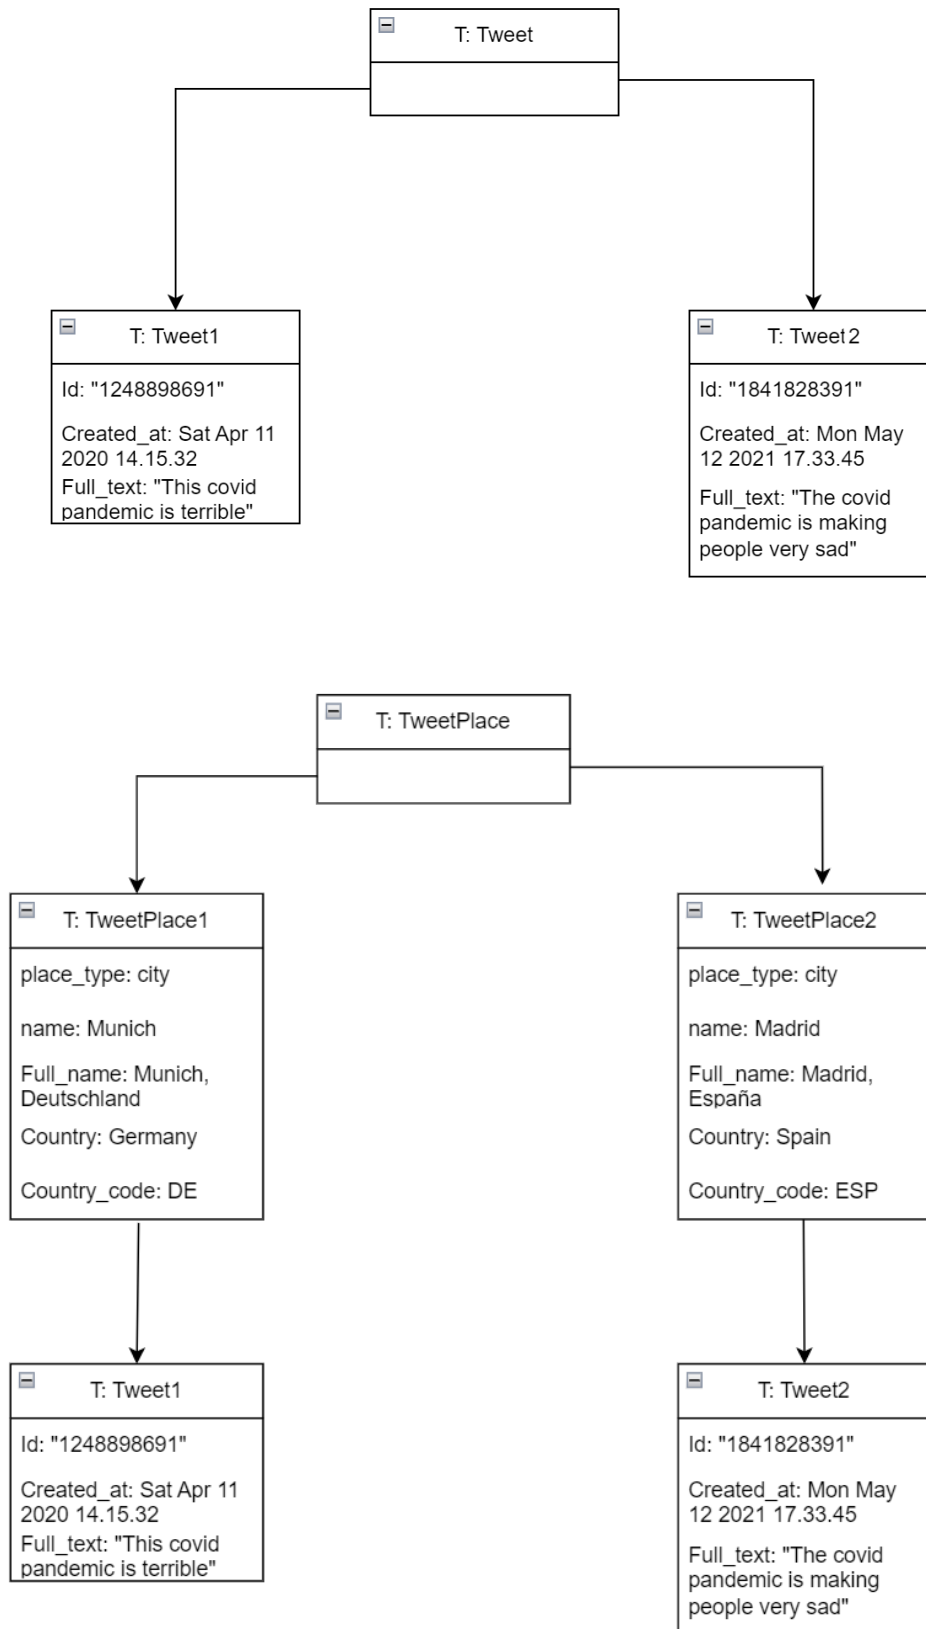 T: Tweet
T: Tweet1
Id: "1248898691"
Created_at: Sat Apr 11
2020 14.15.32
Full_text: "This covid
pandemic is terrible"
T: Tweet2
Id: "1841828391"
Created_at: Mon May
12 2021 17.33.45
Full_text: "The covid
pandemic is making
people very sad"
T: TweetPlace
T: TweetPlace1
place_type: city
name: Munich
Full_name: Munich,
Deutschland
Country: Germany
Country_code: DE
T: TweetPlace2
place_type: city
name: Madrid
Full_name: Madrid,
España
Country: Spain
Country_code: ESP
T: Tweet1
Id: "1248898691"
Created_at: Sat Apr 11
2020 14.15.32
Full_text: "This covid
pandemic is terrible"
T: Tweet2
Id: "1841828391"
Created_at: Mon May
12 2021 17.33.45
Full_text: "The covid
pandemic is making
people very sad"